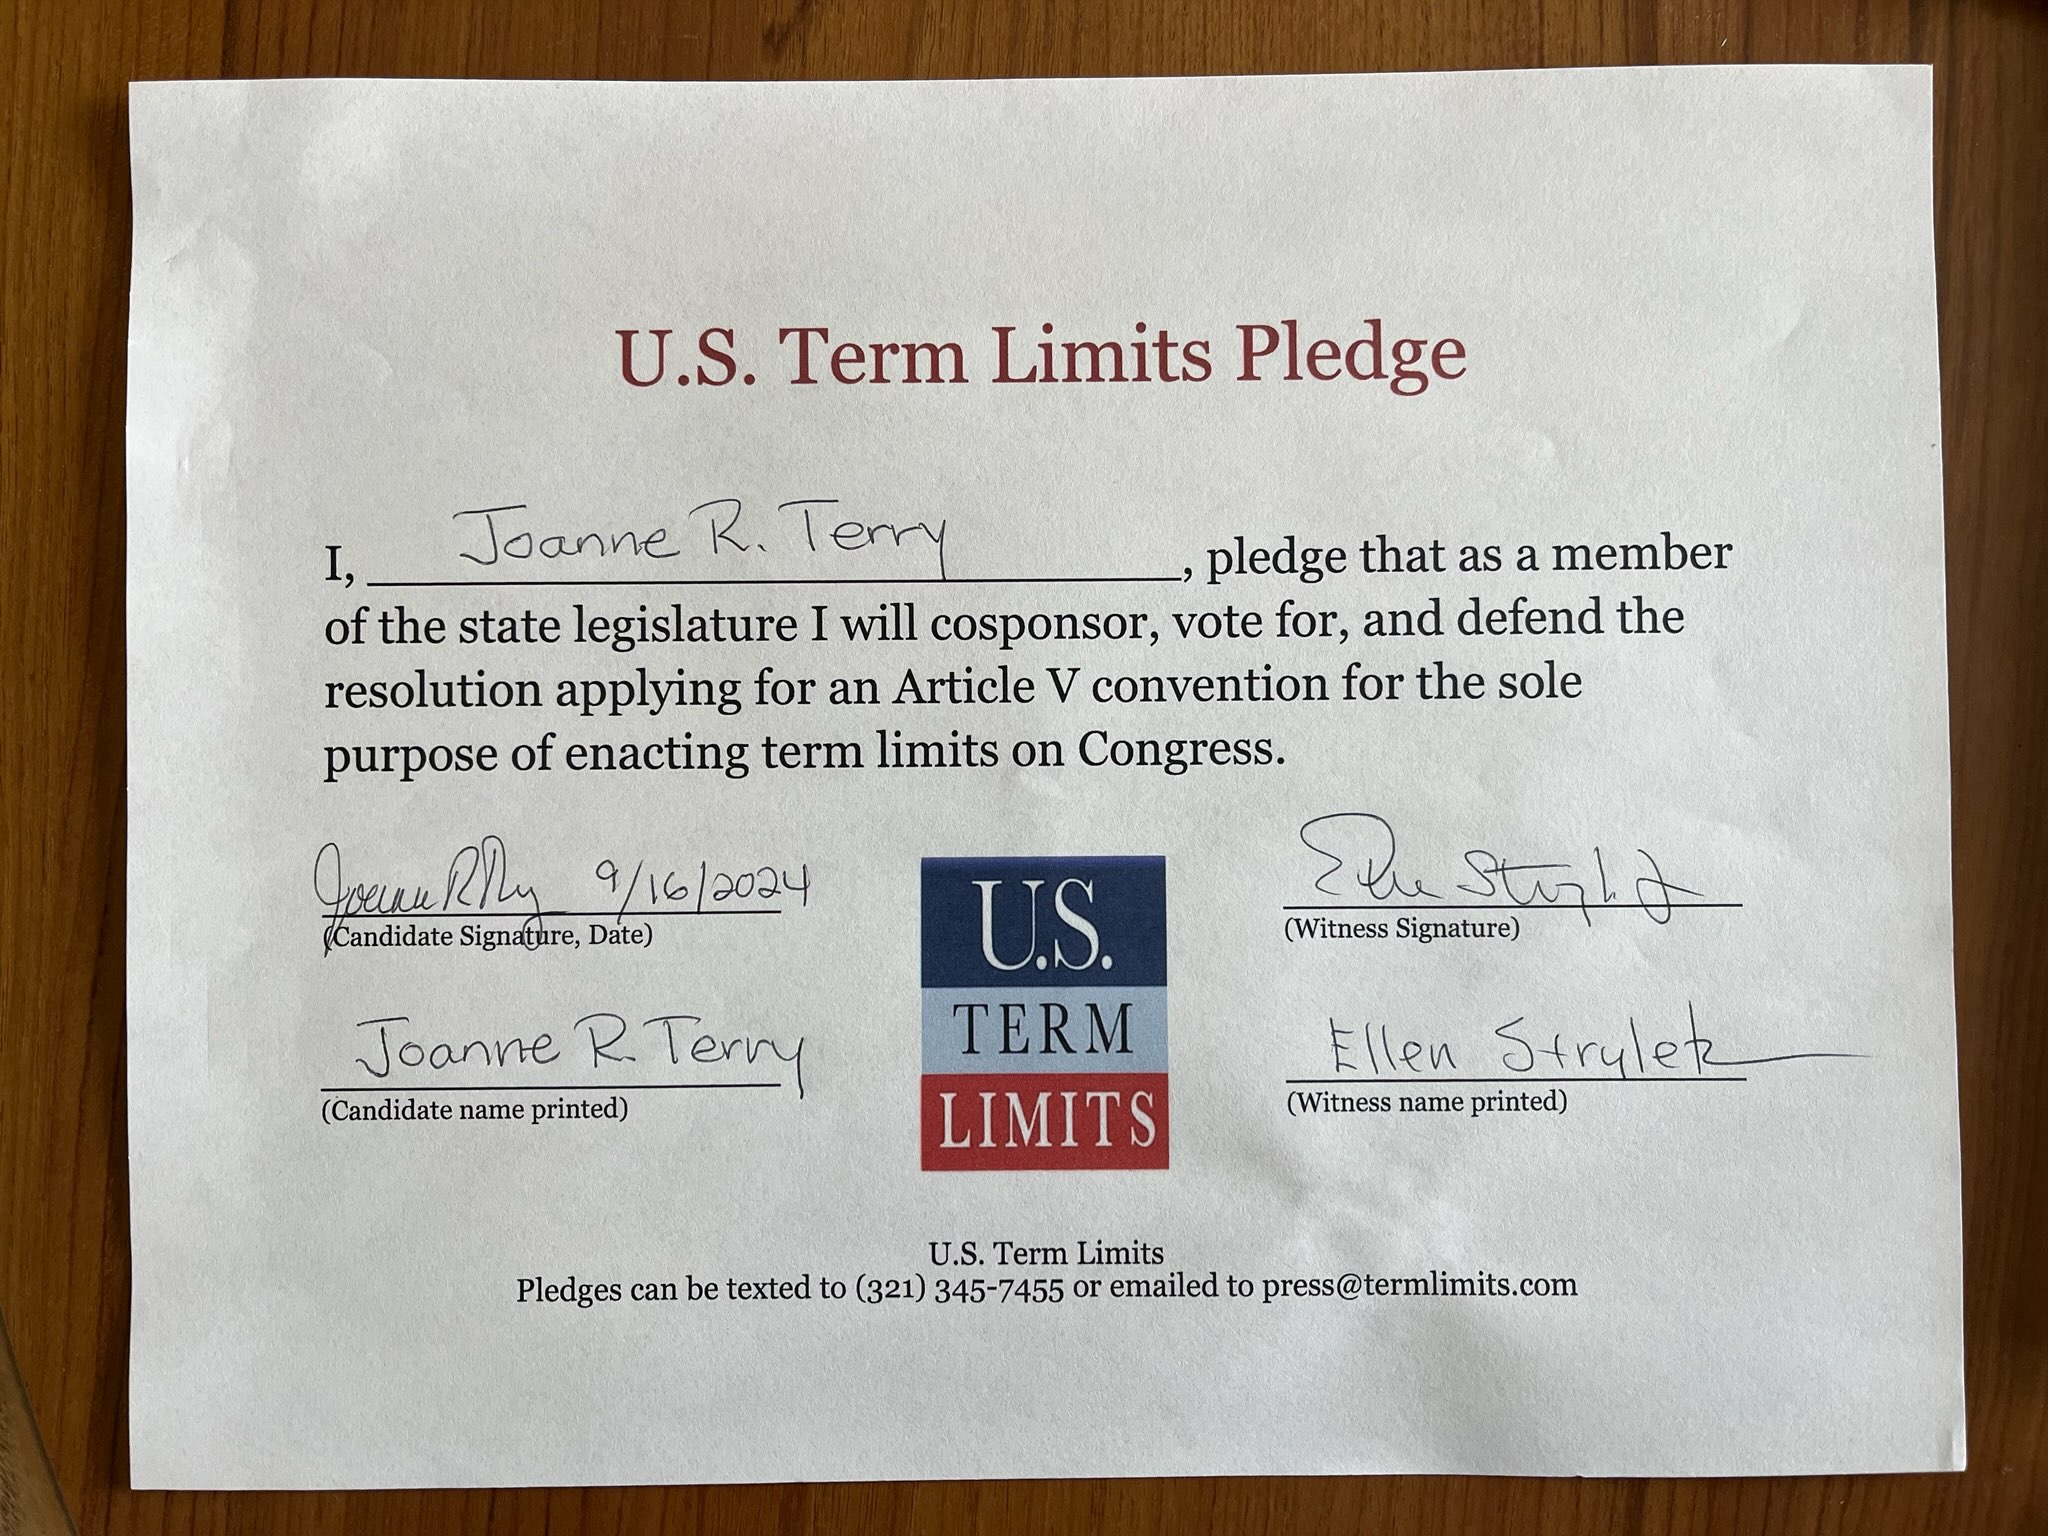 U.S. Term Limits Pledge
I, Joanne R. Terry, pledge that as a member
of the state legislature I will cosponsor, vote for, and defend the
resolution applying for an Article V convention for the sole
purpose of enacting term limits on Congress.
9/16/2024
(Candidate Signature, Date)
(Witness Signature)
Joanne R. Terry
Ellen Strylek
(Candidate name printed)
(Witness name printed)
U.S.
TERM
LIMITS
U.S. Term Limits
Pledges can be texted to (321) 345-7455 or emailed to press@termlimits.com